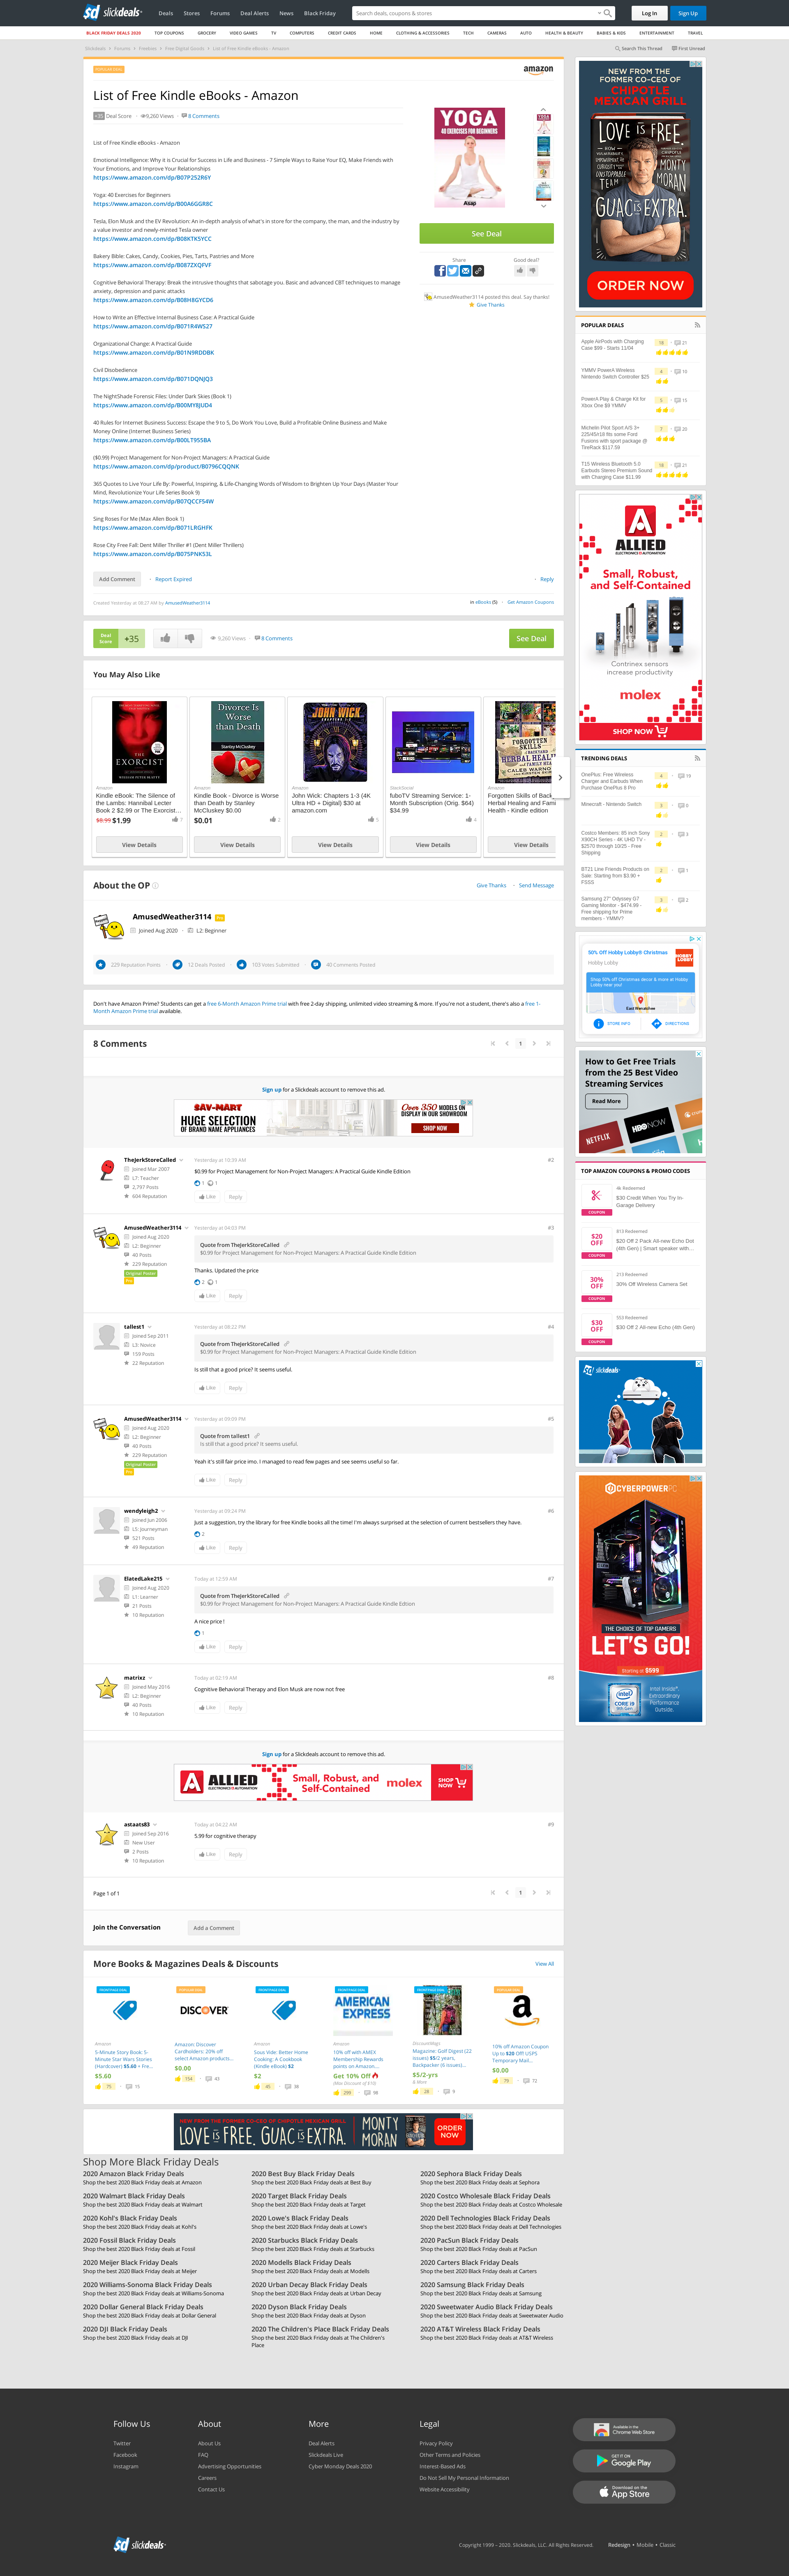 slickdeals
Deals Stores Forums Deal Alerts News Black Friday
Search deals, coupons & stores
Log In Sign Up
BLACK FRIDAY DEALS 2020 TOP COUPONS GROCERY VIDEO GAMES TV COMPUTERS CREDIT CARDS HOME CLOTHING & ACCESSORIES TECH CAMERAS AUTO HEALTH & BEAUTY BABIES & KIDS ENTERTAINMENT TRAVEL
Slickdeals > Forums > Freebies > Free Digital Goods > List of Free Kindle eBooks - Amazon
Search This Thread First Unread
amazon
List of Free Kindle eBooks - Amazon
+35 Deal Score 9,260 Views 8 Comments
List of Free Kindle eBooks - Amazon
Emotional Intelligence: Why it is Crucial for Success in Life and Business - 7 Simple Ways to Raise Your EQ, Make Friends with
Your Emotions, and Improve Your Relationships
https://www.amazon.com/dp/B07P252R6Y
Yoga: 40 Exercises for Beginners
https://www.amazon.com/dp/B00A6GGR8C
Tesla, Elon Musk and the EV Revolution: An in-depth analysis of what's in store for the company, the man, and the industry by
a value investor and newly-minted Tesla owner
https://www.amazon.com/dp/B08KTK5YCC
Bakery Bible: Cakes, Candy, Cookies, Pies, Tarts, Pastries and More
https://www.amazon.com/dp/B087ZXQFVF
Cognitive Behavioral Therapy: Break the intrusive thoughts that sabotage you. Basic and advanced CBT techniques to manage
anxiety, depression and panic attacks
https://www.amazon.com/dp/B08H8GYCD6
How to Write an Effective Internal Business Case: A Practical Guide
https://www.amazon.com/dp/B071R4W527
Organizational Change: A Practical Guide
https://www.amazon.com/dp/B01N9RDDBK
Civil Disobedience
https://www.amazon.com/dp/B071DQNJQ3
The NightShade Forensic Files: Under Dark Skies (Book 1)
https://www.amazon.com/dp/B00MY8JUD4
40 Rules for Internet Business Success: Escape the 9 to 5, Do Work You Love, Build a Profitable Online Business and Make
Money Online (Internet Business Series)
https://www.amazon.com/dp/B00LT95SBA
($0.99) Project Management for Non-Project Managers: A Practical Guide
https://www.amazon.com/dp/product/B0796CQQNK
365 Quotes to Live Your Life By: Powerful, Inspiring, & Life-Changing Words of Wisdom to Brighten Up Your Days (Master Your
Mind, Revolutionize Your Life Series Book 9)
https://www.amazon.com/dp/B07QCCF54W
Sing Roses For Me (Max Allen Book 1)
https://www.amazon.com/dp/B071LRGHFK
Rose City Free Fall: Dent Miller Thriller #1 (Dent Miller Thrillers)
https://www.amazon.com/dp/B075PNK53L
YOGA
40 EXERCISES FOR BEGINNERS
Asap
See Deal
Share Good deal?
AmusedWeather3114 posted this deal. Say thanks!
Give Thanks
Add Comment Report Expired Reply
Created Yesterday at 08:27 AM by AmusedWeather3114
in eBooks (5) Get Amazon Coupons
Deal Score +35 9,260 Views 8 Comments See Deal
You May Also Like
THE EXORCIST
Amazon
Kindle eBook: The Silence of
the Lambs: Hannibal Lecter
Book 2 $2.99 or The Exorcist...
$8.99 $1.99 7
View Details
Divorce Is Worse than Death
Stanley McCluskey
Amazon
Kindle Book - Divorce is Worse
than Death by Stanley
McCluskey $0.00
$0.01 2
View Details
JOHN WICK
Amazon
John Wick: Chapters 1-3 (4K
Ultra HD + Digital) $30 at
amazon.com
5
View Details
StackSocial
fuboTV Streaming Service: 1-
Month Subscription (Orig. $64)
$34.99
4
View Details
FORGOTTEN SKILLS OF BACKYARD HERBAL HEALING
Amazon
Forgotten Skills of Back
Herbal Healing and Fami
Health - Kindle edition
View Details
About the OP
Give Thanks Send Message
AmusedWeather3114 Pro
Joined Aug 2020 L2: Beginner
229 Reputation Points 12 Deals Posted 103 Votes Submitted 40 Comments Posted
Don't have Amazon Prime? Students can get a free 6-Month Amazon Prime trial with free 2-day shipping, unlimited video streaming & more. If you're not a student, there's also a free 1-
Month Amazon Prime trial available.
8 Comments
1
Sign up for a Slickdeals account to remove this ad.
SAV-MART
HUGE SELECTION
OF BRAND NAME APPLIANCES
Over 350 MODELS
ON DISPLAY IN OUR SHOWROOM
SHOP NOW
TheJerkStoreCalled
Joined Mar 2007
L7: Teacher
2,797 Posts
604 Reputation
Yesterday at 10:39 AM #2
$0.99 for Project Management for Non-Project Managers: A Practical Guide Kindle Edition
1 1
Like Reply
AmusedWeather3114
Joined Aug 2020
L2: Beginner
40 Posts
229 Reputation
Original Poster
Pro
Yesterday at 04:03 PM #3
Quote from TheJerkStoreCalled
$0.99 for Project Management for Non-Project Managers: A Practical Guide Kindle Edition
Thanks. Updated the price
2 1
Like Reply
tallest1
Joined Sep 2011
L3: Novice
159 Posts
22 Reputation
Yesterday at 08:22 PM #4
Quote from TheJerkStoreCalled
$0.99 for Project Management for Non-Project Managers: A Practical Guide Kindle Edition
Is still that a good price? It seems useful.
Like Reply
AmusedWeather3114
Joined Aug 2020
L2: Beginner
40 Posts
229 Reputation
Original Poster
Pro
Yesterday at 09:09 PM #5
Quote from tallest1
Is still that a good price? It seems useful.
Yeah it's still fair price imo. I managed to read few pages and see seems useful so far.
Like Reply
wendyleigh2
Joined Jun 2006
L5: Journeyman
521 Posts
49 Reputation
Yesterday at 09:24 PM #6
Just a suggestion, try the library for free Kindle books all the time! I'm always surprised at the selection of current bestsellers they have.
2
Like Reply
ElatedLake215
Joined Aug 2020
L1: Learner
21 Posts
10 Reputation
Today at 12:59 AM #7
Quote from TheJerkStoreCalled
$0.99 for Project Management for Non-Project Managers: A Practical Guide Kindle Edition
A nice price !
1
Like Reply
matrixz
Joined May 2016
L2: Beginner
40 Posts
10 Reputation
Today at 02:19 AM #8
Cognitive Behavioral Therapy and Elon Musk are now not free
Like Reply
Sign up for a Slickdeals account to remove this ad.
ALLIED Small, Robust, and Self-Contained molex SHOP NOW
astaats83
Joined Sep 2016
New User
2 Posts
10 Reputation
Today at 04:22 AM #9
5.99 for cognitive therapy
Like Reply
Page 1 of 1 1
Join the Conversation Add a Comment
More Books & Magazines Deals & Discounts View All
Amazon
5-Minute Story Book: 5-
Minute Star Wars Stories
(Hardcover) $5.60 + Fre...
$5.60
75 15
DISCOVER
Amazon: Discover
Cardholders: 20% off
select Amazon products...
$0.00
154 43
Amazon
Sous Vide: Better Home
Cooking: A Cookbook
(Kindle eBook) $2
$2
45 38
AMERICAN EXPRESS
Amazon
10% off with AMEX
Membership Rewards
points on Amazon...
Get 10% Off
(Max Discount of $10)
299 98
DiscountMags
Magazine: Golf Digest (22
issues) $5/2 years,
Backpacker (6 issues)...
$5/2-yrs
& More
28 9
10% off Amazon Coupon
Up to $20 Off! USPS
Temporary Mail...
$0.00
79 72
LOVE IS FREE. GUAC IS EXTRA. MONTY MORAN ORDER NOW
Shop More Black Friday Deals
2020 Amazon Black Friday Deals
Shop the best 2020 Black Friday deals at Amazon
2020 Best Buy Black Friday Deals
Shop the best 2020 Black Friday deals at Best Buy
2020 Sephora Black Friday Deals
Shop the best 2020 Black Friday deals at Sephora
2020 Walmart Black Friday Deals
Shop the best 2020 Black Friday deals at Walmart
2020 Target Black Friday Deals
Shop the best 2020 Black Friday deals at Target
2020 Costco Wholesale Black Friday Deals
Shop the best 2020 Black Friday deals at Costco Wholesale
2020 Kohl's Black Friday Deals
Shop the best 2020 Black Friday deals at Kohl's
2020 Lowe's Black Friday Deals
Shop the best 2020 Black Friday deals at Lowe's
2020 Dell Technologies Black Friday Deals
Shop the best 2020 Black Friday deals at Dell Technologies
2020 Fossil Black Friday Deals
Shop the best 2020 Black Friday deals at Fossil
2020 Starbucks Black Friday Deals
Shop the best 2020 Black Friday deals at Starbucks
2020 PacSun Black Friday Deals
Shop the best 2020 Black Friday deals at PacSun
2020 Meijer Black Friday Deals
Shop the best 2020 Black Friday deals at Meijer
2020 Modells Black Friday Deals
Shop the best 2020 Black Friday deals at Modells
2020 Carters Black Friday Deals
Shop the best 2020 Black Friday deals at Carters
2020 Williams-Sonoma Black Friday Deals
Shop the best 2020 Black Friday deals at Williams-Sonoma
2020 Urban Decay Black Friday Deals
Shop the best 2020 Black Friday deals at Urban Decay
2020 Samsung Black Friday Deals
Shop the best 2020 Black Friday deals at Samsung
2020 Dollar General Black Friday Deals
Shop the best 2020 Black Friday deals at Dollar General
2020 Dyson Black Friday Deals
Shop the best 2020 Black Friday deals at Dyson
2020 Sweetwater Audio Black Friday Deals
Shop the best 2020 Black Friday deals at Sweetwater Audio
2020 DJI Black Friday Deals
Shop the best 2020 Black Friday deals at DJI
2020 The Children's Place Black Friday Deals
Shop the best 2020 Black Friday deals at The Children's
Place
2020 AT&T Wireless Black Friday Deals
Shop the best 2020 Black Friday deals at AT&T Wireless
NEW FROM THE
FORMER CO-CEO OF
CHIPOTLE
MEXICAN GRILL
LOVE IS
FREE.
GUAC
IS EXTRA.
ORDER NOW
POPULAR DEALS
Apple AirPods with Charging
Case $99 - Starts 11/04
18 21
YMMV PowerA Wireless
Nintendo Switch Controller $25
4 10
PowerA Play & Charge Kit for
Xbox One $9 YMMV
5 15
Michelin Pilot Sport A/S 3+
225/45r18 fits some Ford
Fusions with sport package @
TireRack $117.59
7 20
T15 Wireless Bluetooth 5.0
Earbuds Stereo Premium Sound
with Charging Case $11.99
18 21
ALLIED
AUTOMATION
Small, Robust,
and Self-Contained
Contrinex sensors
increase productivity
molex
SHOP NOW
TRENDING DEALS
OnePlus: Free Wireless
Charger and Earbuds When
Purchase OnePlus 8 Pro
4 19
Minecraft - Nintendo Switch
3 0
Costco Members: 85 inch Sony
X90CH Series - 4K UHD TV -
$2570 through 10/25 - Free
Shipping
2 3
BT21 Line Friends Products on
Sale: Starting from $3.90 +
FSSS
1
Samsung 27" Odyssey G7
Gaming Monitor - $474.99 -
Free shipping for Prime
members - YMMV?
3 2
50% Off Hobby Lobby® Christmas
Hobby Lobby
HOBBY LOBBY
Shop 50% off Christmas decor & more at Hobby
Lobby near you!
East Wenatchee
STORE INFO DIRECTIONS
How to Get Free Trials
from the 25 Best Video
Streaming Services
Read More
NETFLIX HBO NOW
TOP AMAZON COUPONS & PROMO CODES
4k Redeemed
$30 Credit When You Try In-
Garage Delivery
COUPON
$20 OFF
813 Redeemed
$20 Off 2 Pack All-new Echo Dot
(4th Gen) | Smart speaker with...
COUPON
30% OFF
213 Redeemed
30% Off Wireless Camera Set
COUPON
$30 OFF
553 Redeemed
$30 Off 2 All-new Echo (4th Gen)
COUPON
slickdeals
CYBERPOWERPC
THE CHOICE OF TOP GAMERS
LET'S GO!
Starting at $599
intel CORE i9 9th Gen
Intel inside®.
Extraordinary
Performance
Outside.
Follow Us
Twitter
Facebook
Instagram
About
About Us
FAQ
Advertising Opportunities
Careers
Contact Us
More
Deal Alerts
Slickdeals Live
Cyber Monday Deals 2020
Legal
Privacy Policy
Other Terms and Policies
Interest-Based Ads
Do Not Sell My Personal Information
Website Accessibility
Available in the
Chrome Web Store
GET IT ON
Google Play
Download on the
App Store
slickdeals
Copyright 1999 – 2020. Slickdeals, LLC. All Rights Reserved. Redesign • Mobile • Classic